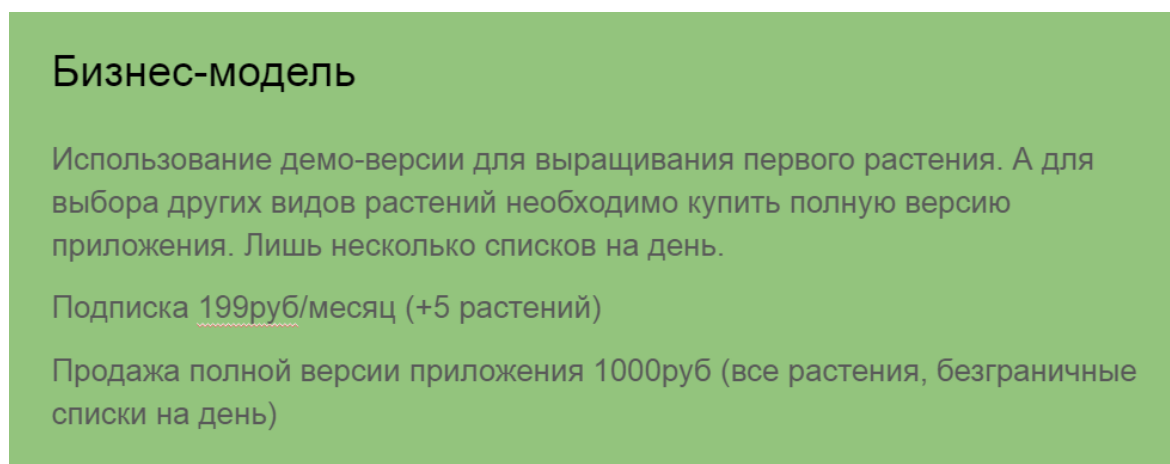 Бизнес-модель
Использование демо-версии для выращивания первого растения. А для
выбора других видов растений необходимо купить полную версию
приложения. Лишь несколько списков на день.
Подписка 199руб/месяц (+5 растений)
Продажа полной версии приложения 1000руб (все растения, безграничные
списки на день)